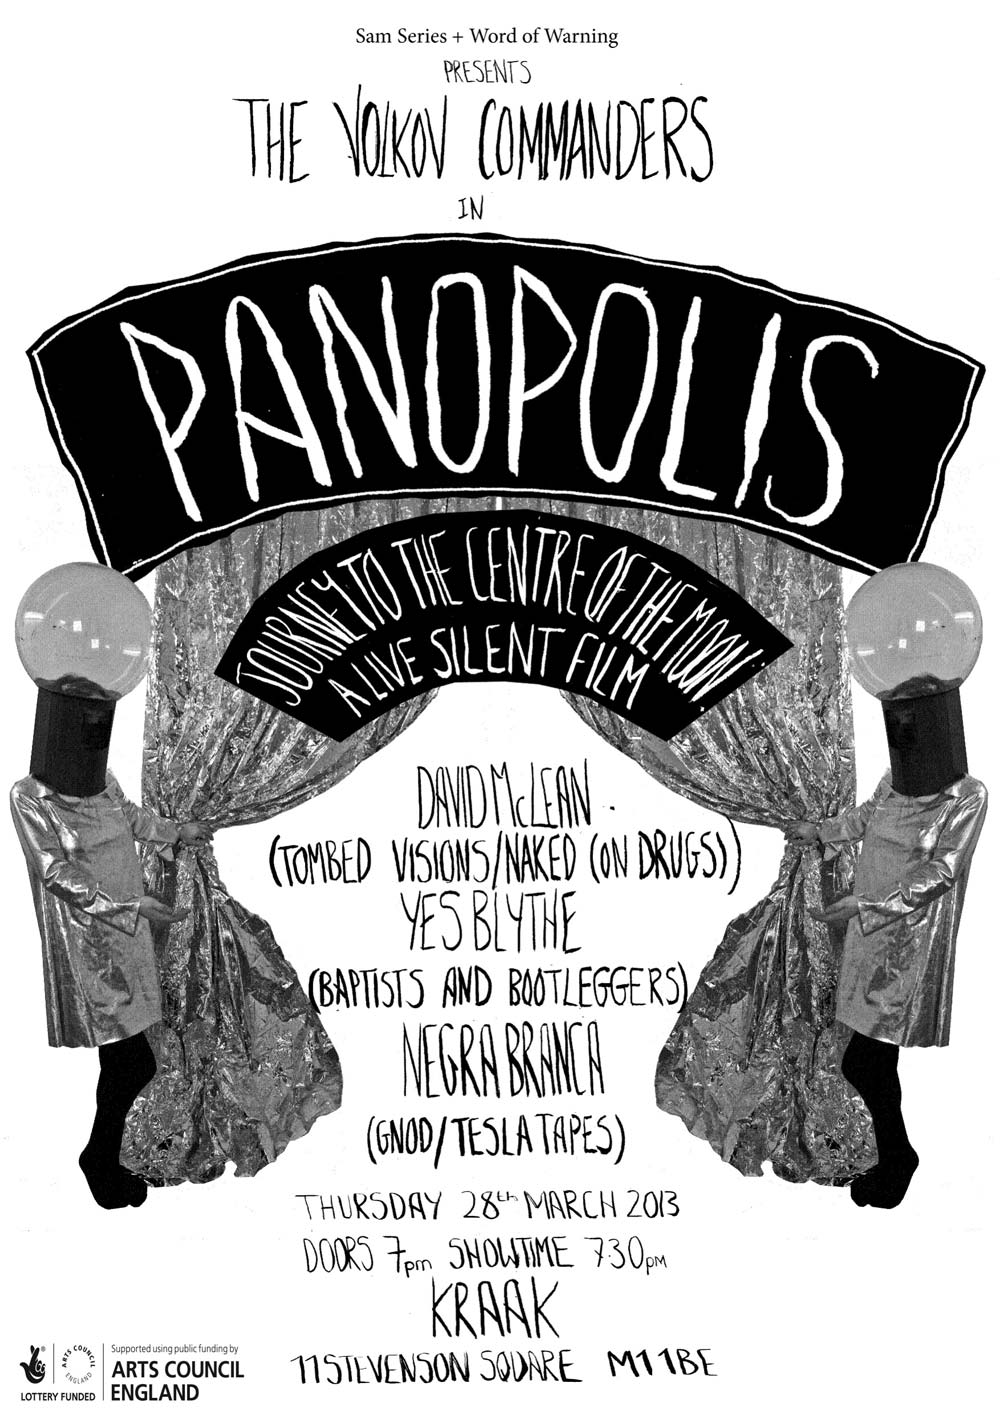 Sam Series + Word of Warning
PRESENTS
THE VOLKOV COMMANDERS
IN
PANOPOLIS
JOURNEY TO THE CENTRE OF THE MOON:
A LIVE SILENT FILM
DAVID McLEAN.
(TOMBED VISIONS/NAKED (ON DRUGS))
YES BLYTHE
(BAPTISTS AND BOOTLEGGERS)
NEGRA BRANCA
(GNOD/TESLA TAPES)
THURSDAY 28th MARCH 2013
DOORS 7pm SHOWTIME 730PM
KRAAK
11 STEVENSON SQUARE M1 1BE
LOTTERY FUNDED
ARTS COUNCIL ENGLAND
Supported using public funding by
ARTS COUNCIL
ENGLAND